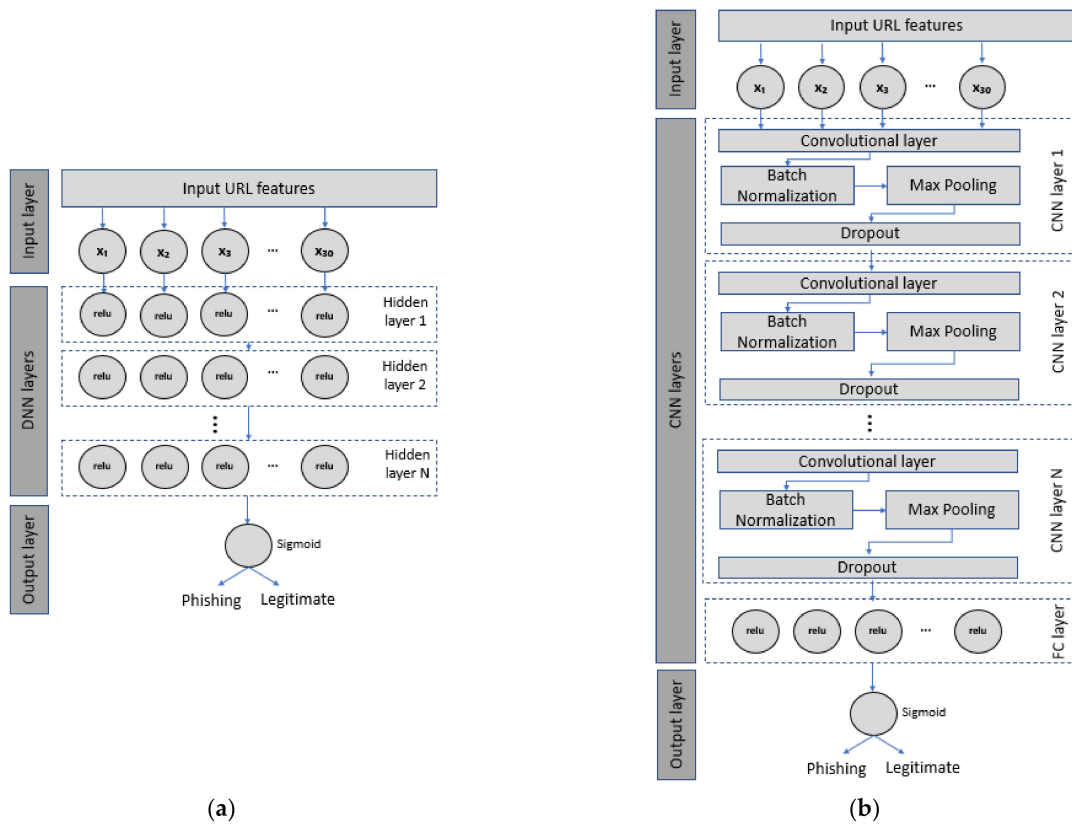 Input layer
Input URL features
x1 x2 x3 ... x30
DNN layers
relu relu relu ... relu
Hidden
layer 1
relu relu relu ... relu
Hidden
layer 2
...
relu relu relu ... relu
Hidden
layer N
Output layer
Sigmoid
Phishing Legitimate
(a)
Input layer
Input URL features
x1 x2 x3 ... x30
CNN layers
Convolutional layer
Batch
Normalization
Max Pooling
Dropout
CNN layer 1
Convolutional layer
Batch
Normalization
Max Pooling
Dropout
CNN layer 2
...
Convolutional layer
Batch
Normalization
Max Pooling
Dropout
CNN layer N
relu relu relu ... relu
FC layer
Output layer
Sigmoid
Phishing Legitimate
(b)